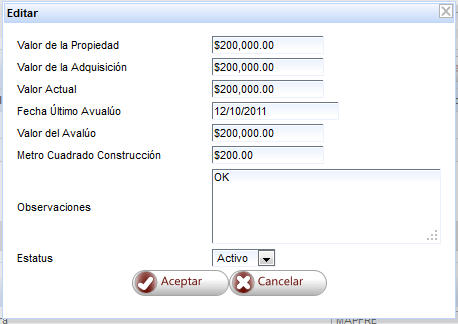 Editar
Valor de la Propiedad $200,000.00
Valor de la Adquisición $200,000.00
Valor Actual $200,000.00
Fecha Último Avualúo 12/10/2011
Valor del Avalúo $200,000.00
Metro Cuadrado Construcción $200.00
Observaciones OK
Estatus Activo
Aceptar Cancelar
MAPFRE